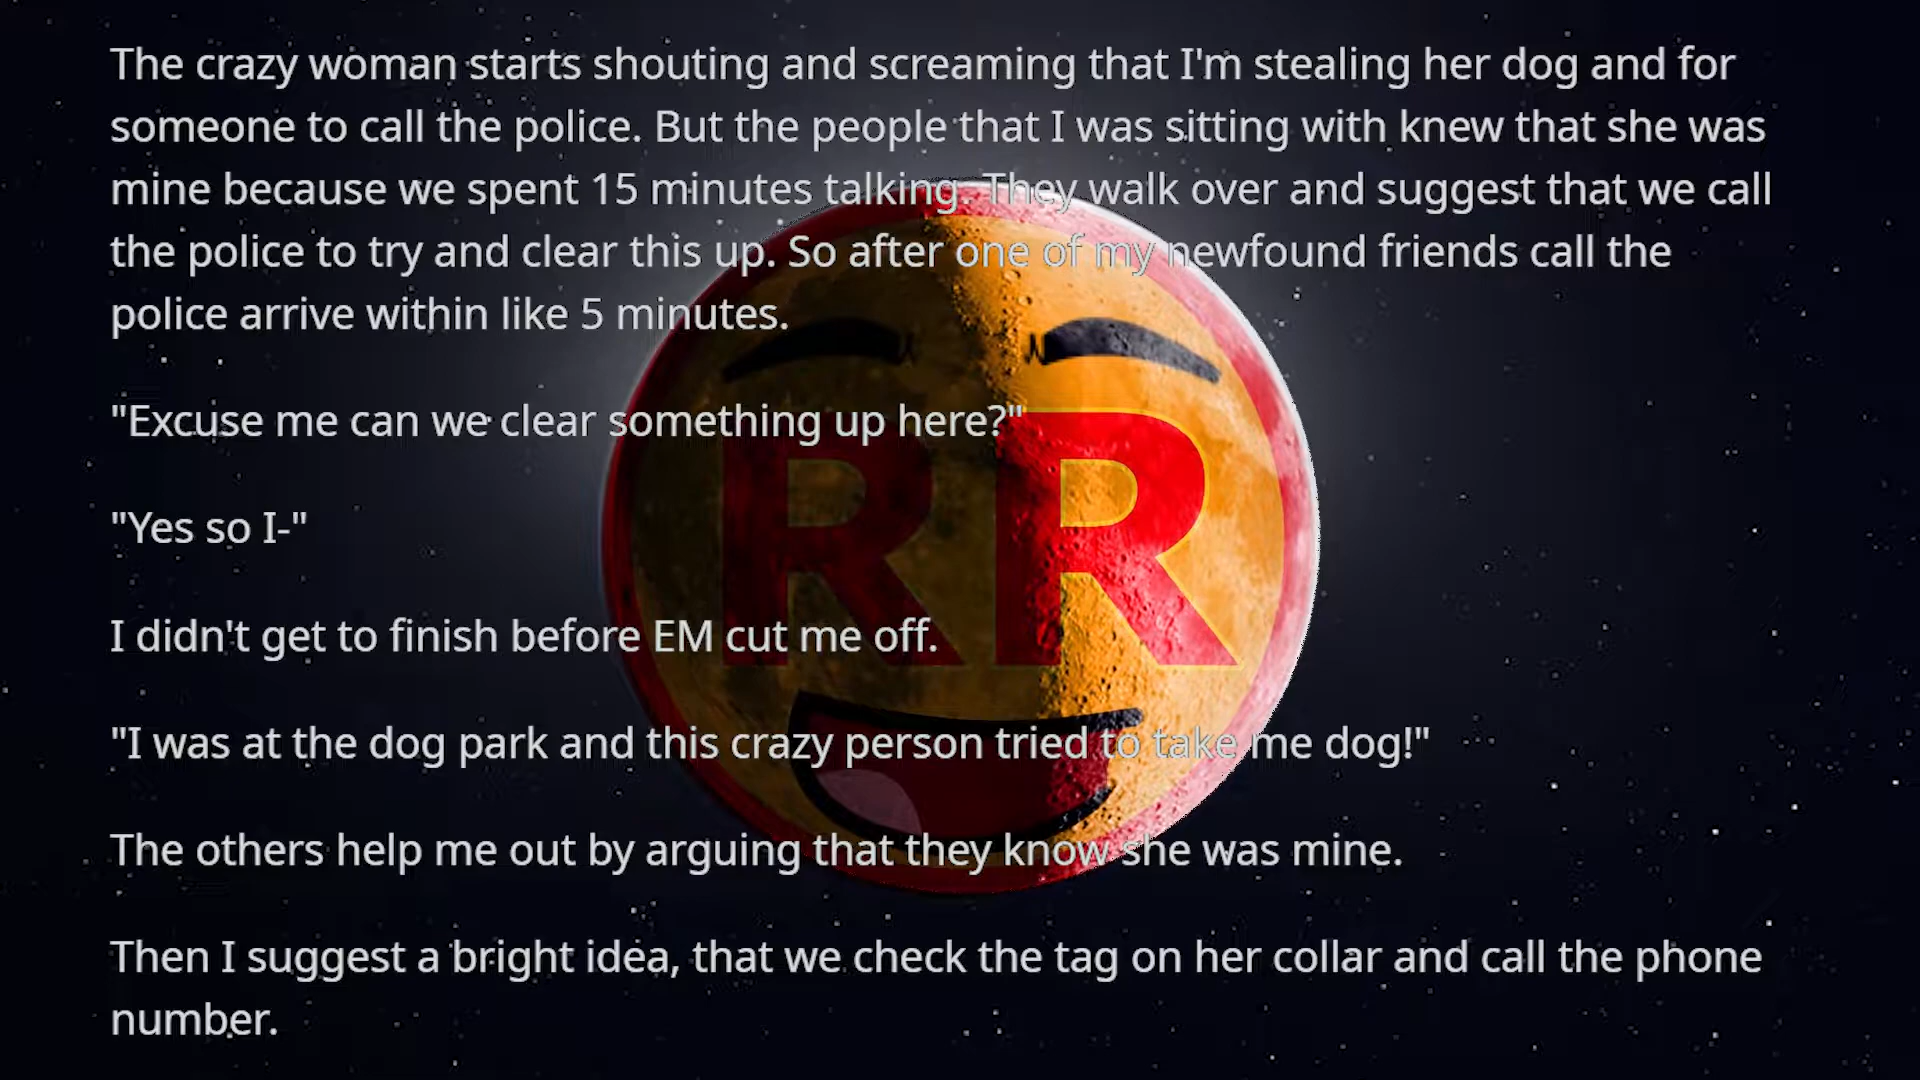 The crazy woman starts shouting and screaming that I'm stealing her dog and for
someone to call the police. But the people that I was sitting with knew that she was
mine because we spent 15 minutes talking. They walk over and suggest that we call
the police to try and clear this up. So after one of my newfound friends call the
police arrive within like 5 minutes.
"Excuse me can we clear something up here?"
"Yes so I-"
I didn't get to finish before EM cut me off.
"I was at the dog park and this crazy person tried to take me dog!"
The others help me out by arguing that they know she was mine.
Then I suggest a bright idea, that we check the tag on her collar and call the phone
number.
RR